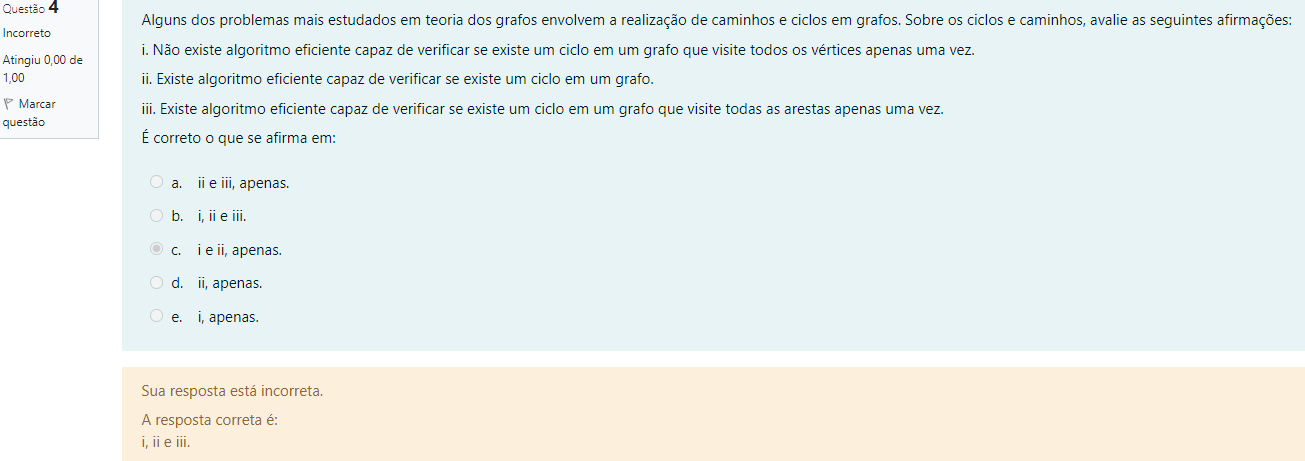 Questão 4
Incorreto
Atingiu 0,00 de
1,00
Marcar
questão
Alguns dos problemas mais estudados em teoria dos grafos envolvem a realização de caminhos e ciclos em grafos. Sobre os ciclos e caminhos, avalie as seguintes afirmações:
i. Não existe algoritmo eficiente capaz de verificar se existe um ciclo em um grafo que visite todos os vértices apenas uma vez.
ii. Existe algoritmo eficiente capaz de verificar se existe um ciclo em um grafo.
iii. Existe algoritmo eficiente capaz de verificar se existe um ciclo em um grafo que visite todas as arestas apenas uma vez.
É correto o que se afirma em:
a. ii e iii, apenas.
b. i, ii e iii.
c. i e ii, apenas.
d. ii, apenas.
e. i, apenas.
Sua resposta está incorreta.
A resposta correta é:
i, ii e iii.